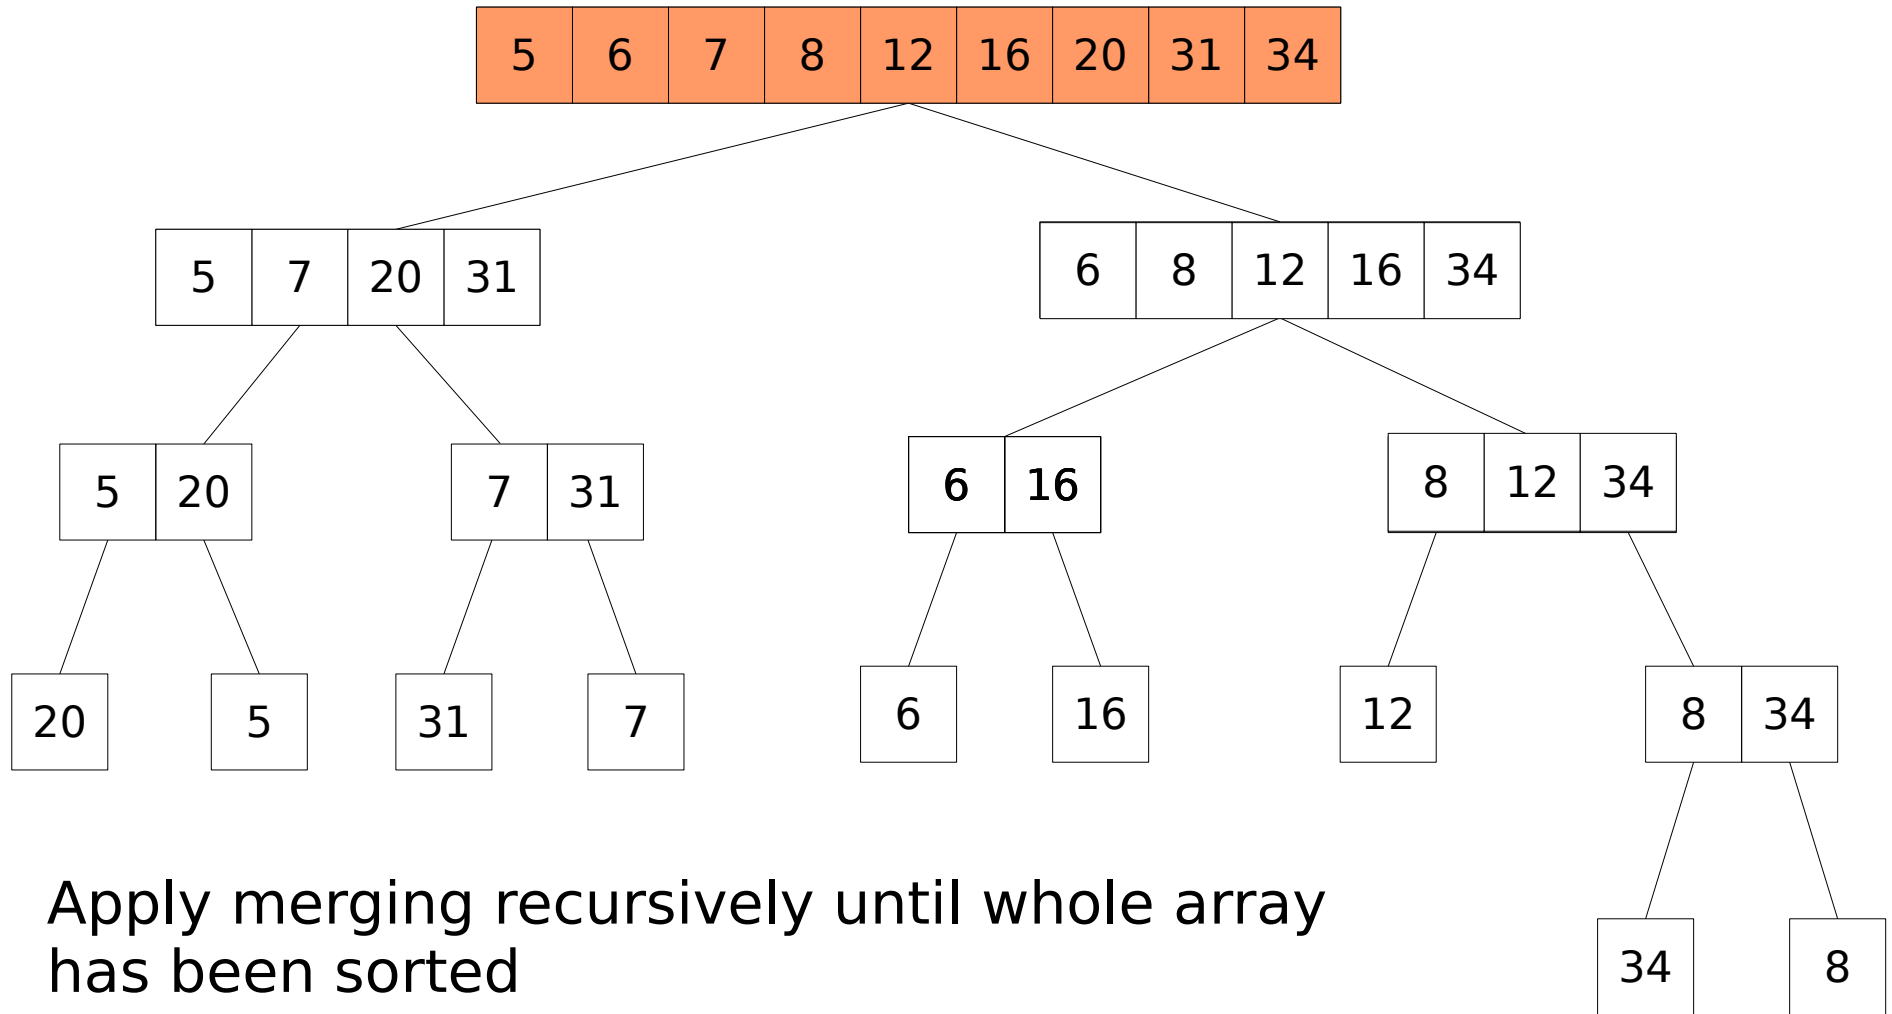 5 6 7 8 12 16 20 31 34
5 7 20 31
6 8 12 16 34
5 20
7 31
6 16
8 12 34
20
5
31
7
6
16
12
8 34
34
8
Apply merging recursively until whole array
has been sorted